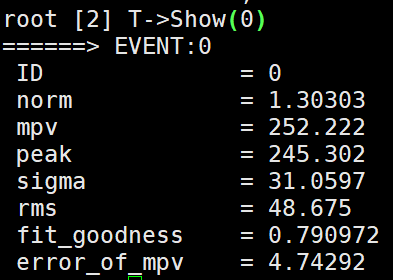 root [2] T->Show(0)
======> EVENT:0
ID = 0
norm = 1.30303
mpv = 252.222
peak = 245.302
sigma = 31.0597
rms = 48.675
fit_goodness = 0.790972
error_of_mpv = 4.74292